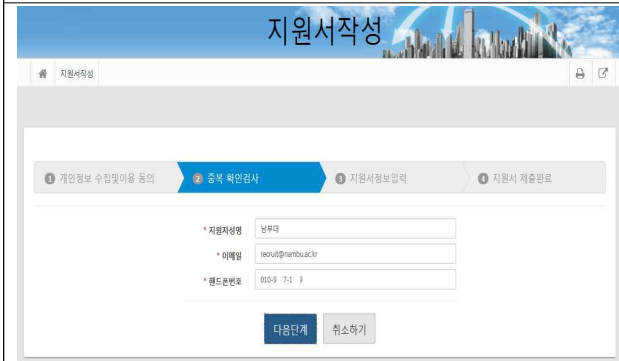 지원서작성
지원서작성
1 개인정보 수집및이용 동의
2 중복 확인검사
3 지원서정보입력
4 지원서 제출완료
* 지원자성명 남부대
* 이메일 recruit@nambu.ac.kr
* 핸드폰번호
다음단계 취소하기